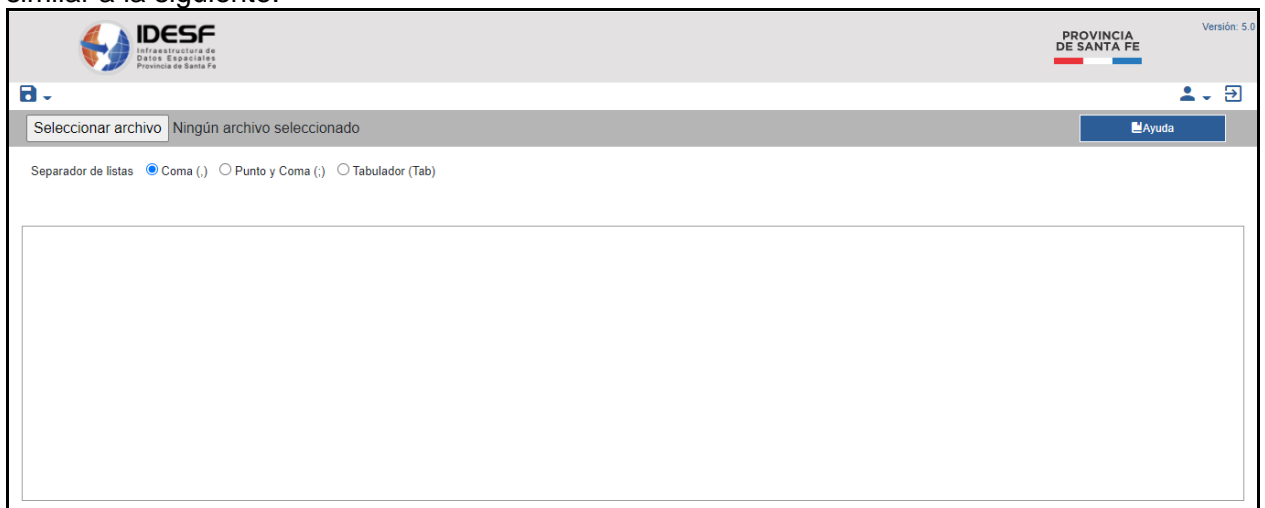 similar a la siguiente:
IDESF
Infraestructura de
Datos Espaciales
Provincia de Santa Fe
PROVINCIA
DE SANTA FE
Versión: 5.0
Seleccionar archivo Ningún archivo seleccionado
Ayuda
Separador de listas Coma (,) Punto y Coma (;) Tabulador (Tab)